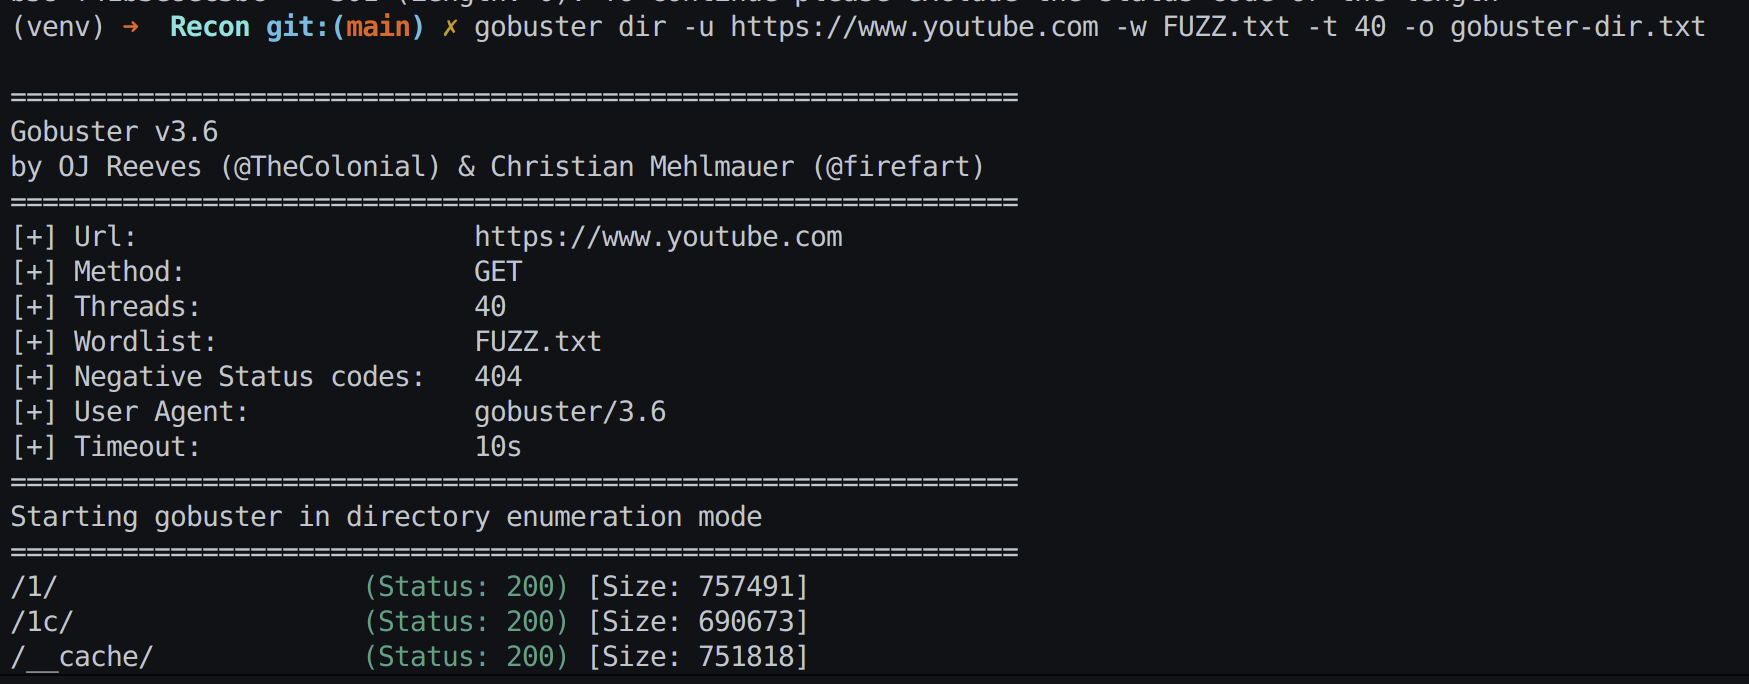 (venv) ➜  Recon git:(main) ✗ gobuster dir -u https://www.youtube.com -w FUZZ.txt -t 40 -o gobuster-dir.txt
===============================================================
Gobuster v3.6
by OJ Reeves (@TheColonial) & Christian Mehlmauer (@firefart)
===============================================================
[+] Url:                     https://www.youtube.com
[+] Method:                  GET
[+] Threads:                 40
[+] Wordlist:                FUZZ.txt
[+] Negative Status codes:   404
[+] User Agent:              gobuster/3.6
[+] Timeout:                 10s
===============================================================
Starting gobuster in directory enumeration mode
===============================================================
/1/                   (Status: 200) [Size: 757491]
/1c/                  (Status: 200) [Size: 690673]
/__cache/             (Status: 200) [Size: 751818]